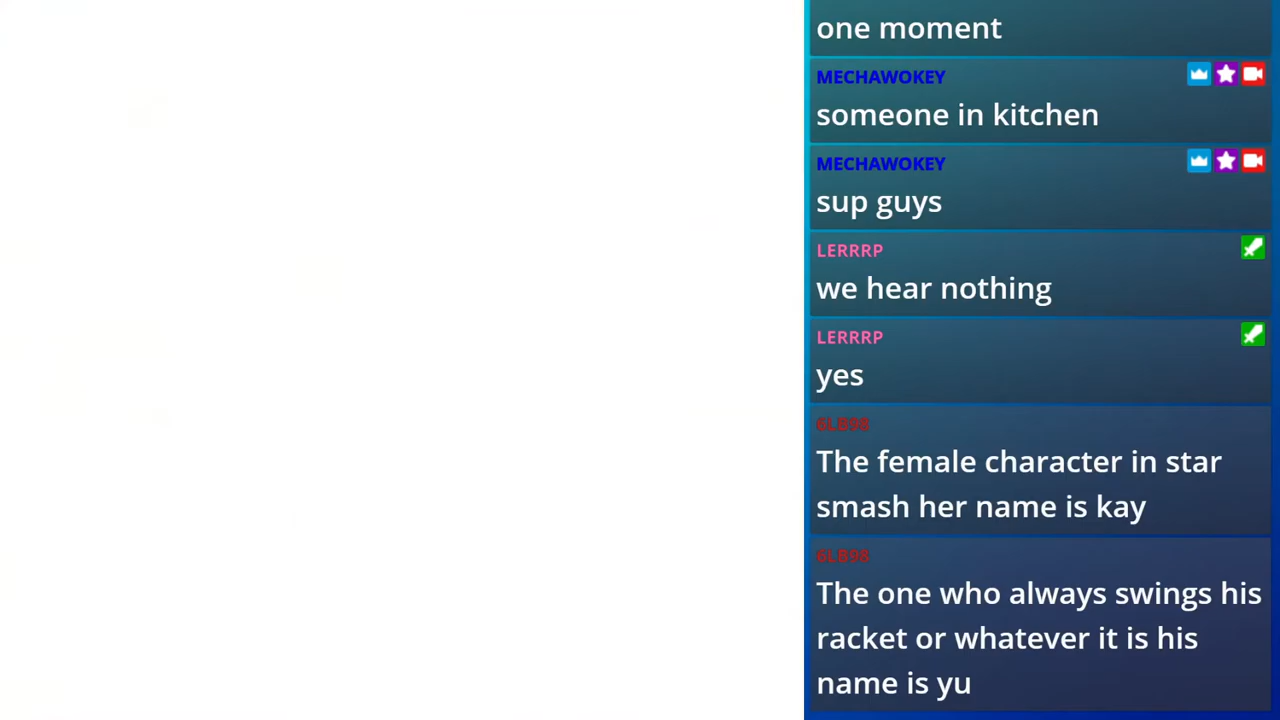 one moment
MECHAWOKEY
someone in kitchen
MECHAWOKEY
sup guys
LERRRP
we hear nothing
LERRRP
yes
6LB98
The female character in star
smash her name is kay
6LB98
The one who always swings his
racket or whatever it is his
name is yu